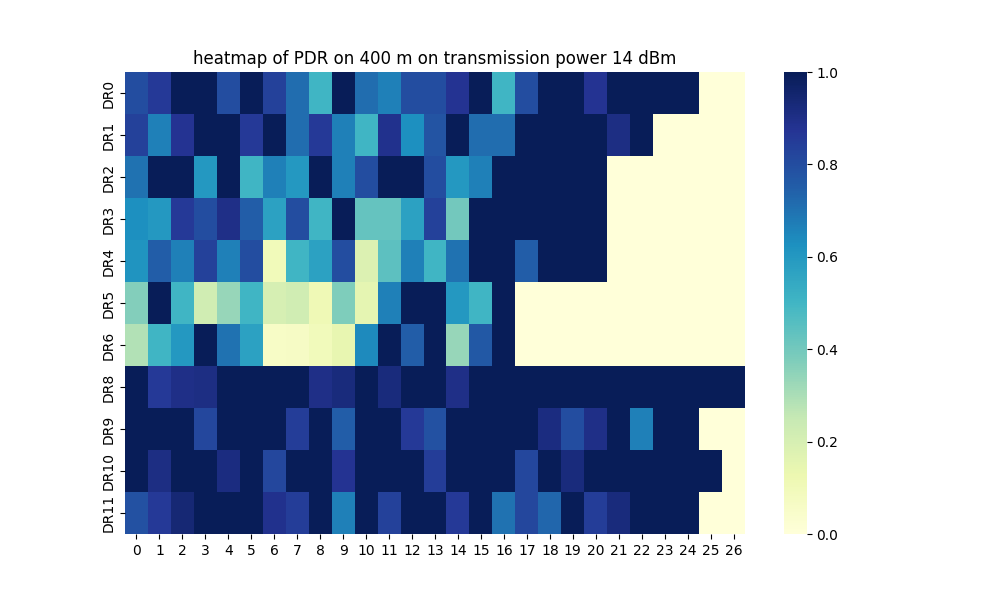 heatmap of PDR on 400 m on transmission power 14 dBm
DR0
DR1
DR2
DR3
DR4
DR5
DR6
DR8
DR9
DR10
DR11
0 1 2 3 4 5 6 7 8 9 10 11 12 13 14 15 16 17 18 19 20 21 22 23 24 25 26
1.0
0.8
0.6
0.4
0.2
0.0